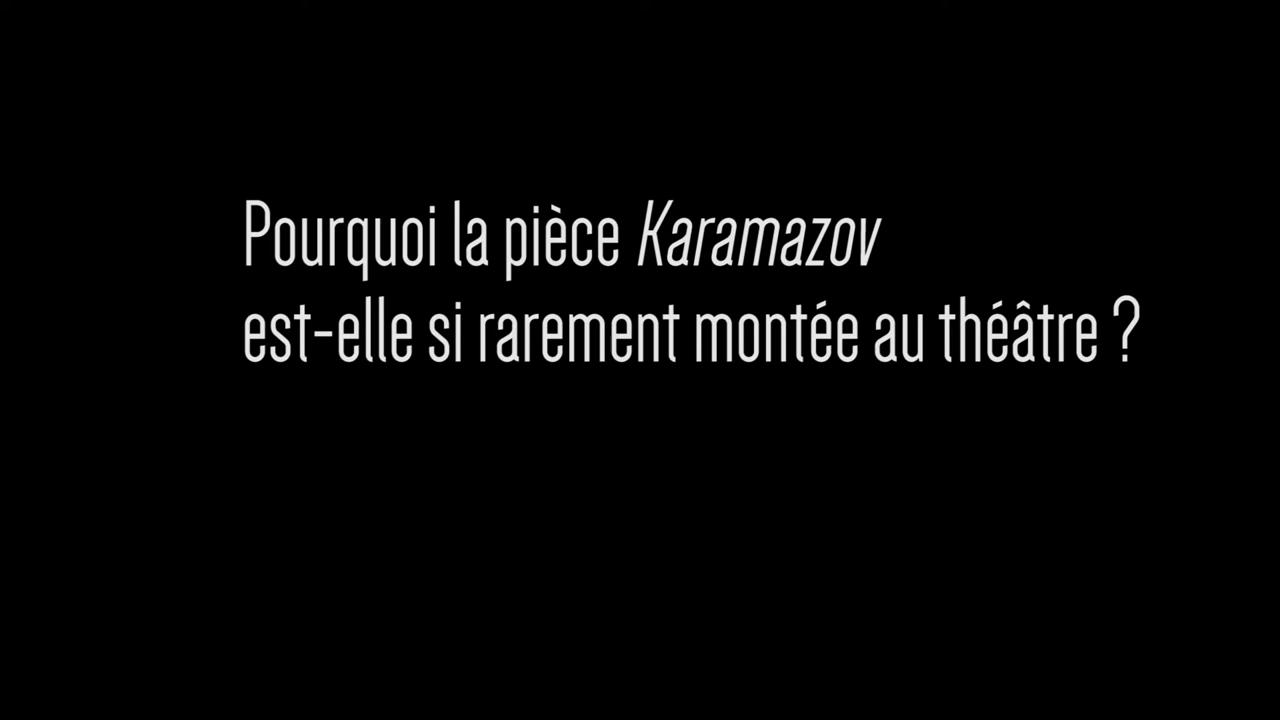 Pourquoi la pièce Karamazov
est-elle si rarement montée au théâtre ?